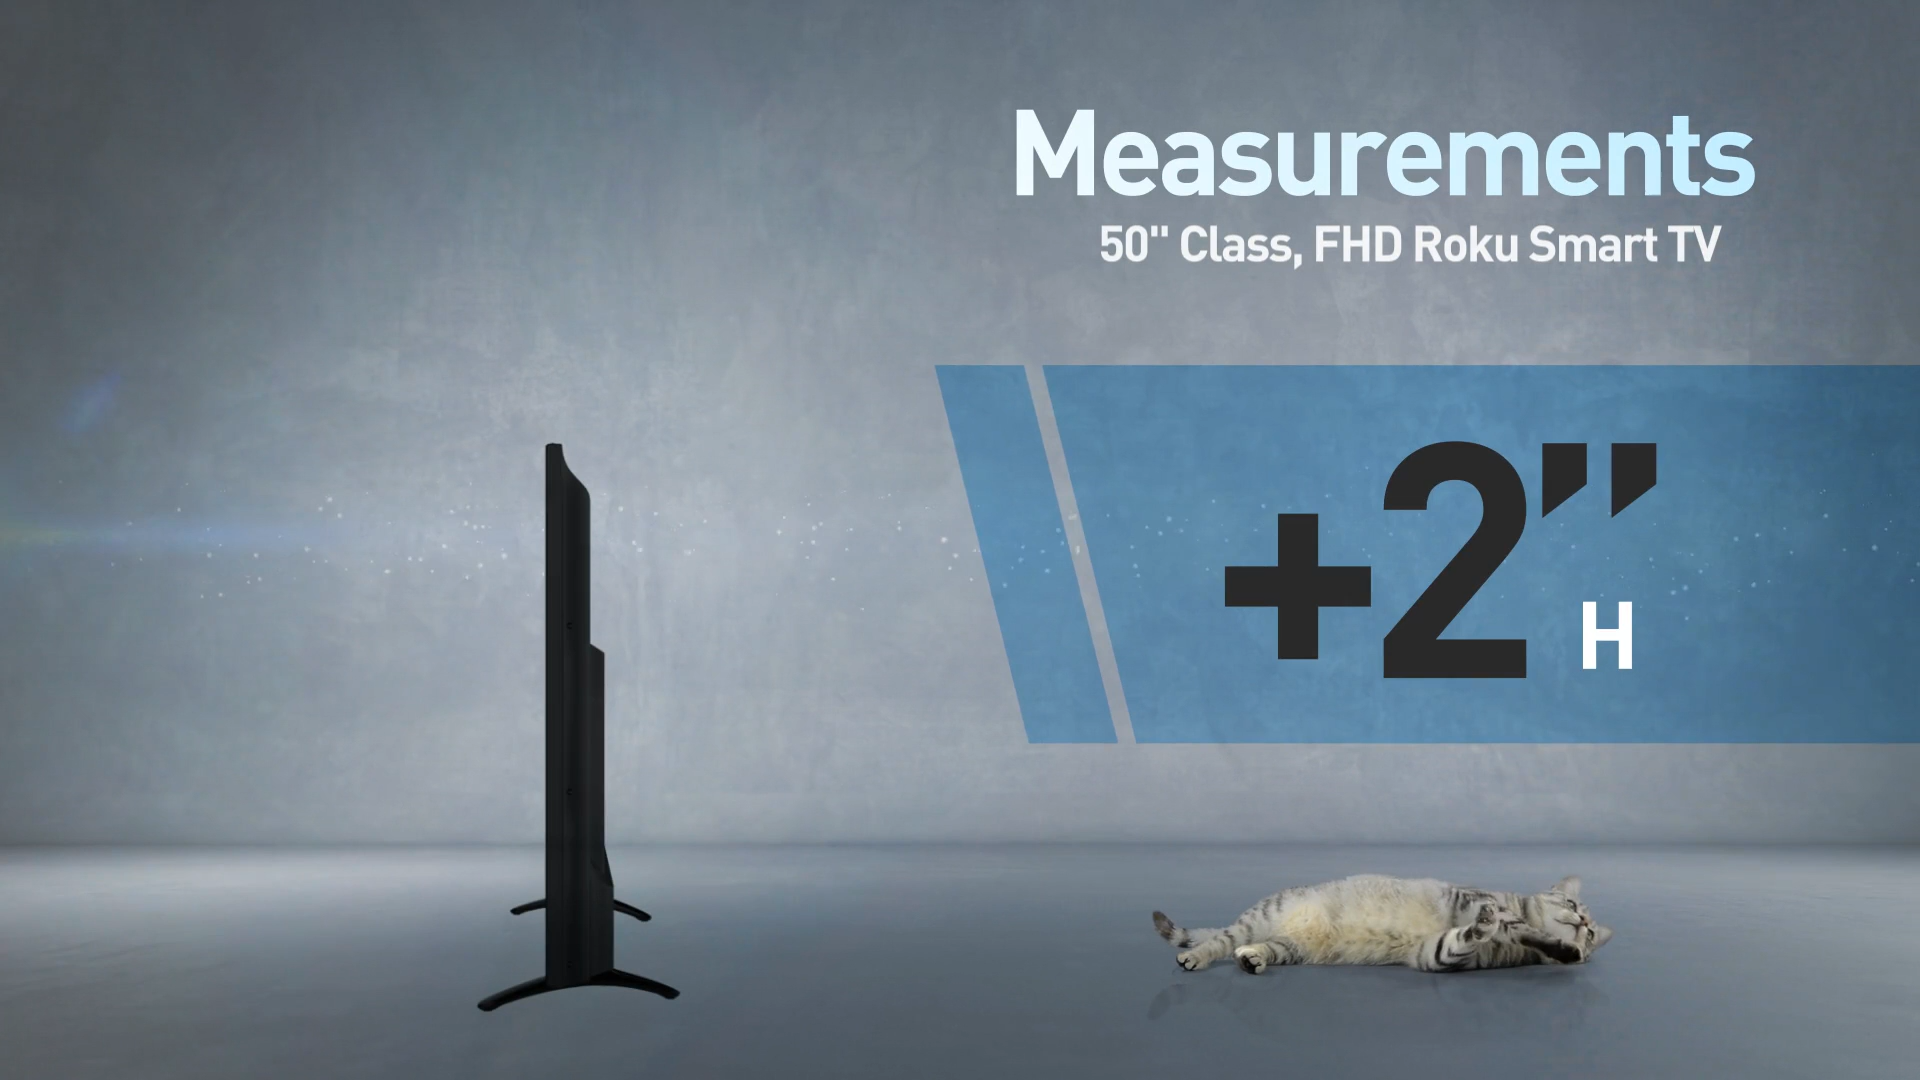 Measurements
50" Class, FHD Roku Smart TV
+2” H